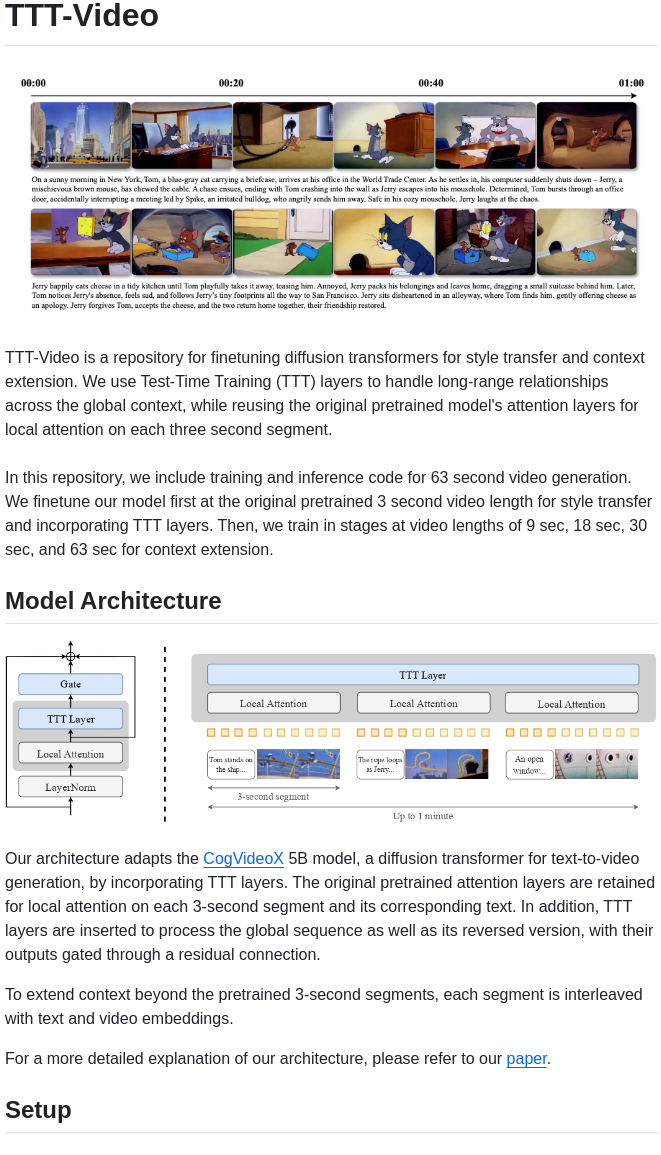 TTT-Video
00:00 00:20 00:40 01:00
On a sunny morning in New York, Tom, a blue-gray cat carrying a briefcase, arrives at his office in the World Trade Center. As he settles in, his computer suddenly shuts down – Jerry, a
mischievous brown mouse, has chewed the cable. A chase ensues, ending with Tom crashing into the wall as Jerry escapes into his mousehole. Determined, Tom bursts through an office
door, accidentally interrupting a meeting led by Spike, an irritated bulldog, who angrily sends him away. Safe in his cozy mousehole, Jerry laughs at the chaos.
Jerry happily eats cheese in a tidy kitchen until Tom playfully takes it away, teasing him. Annoyed, Jerry packs his belongings and leaves home, dragging a small suitcase behind him. Later,
Tom notices Jerry's absence, feels sad, and follows Jerry's tiny footprints all the way to San Francisco. Jerry sits disheartened in an alleyway, where Tom finds him, gently offering cheese as
an apology. Jerry forgives Tom, accepts the cheese, and the two return home together, their friendship restored.
TTT-Video is a repository for finetuning diffusion transformers for style transfer and context
extension. We use Test-Time Training (TTT) layers to handle long-range relationships
across the global context, while reusing the original pretrained model's attention layers for
local attention on each three second segment.
In this repository, we include training and inference code for 63 second video generation.
We finetune our model first at the original pretrained 3 second video length for style transfer
and incorporating TTT layers. Then, we train in stages at video lengths of 9 sec, 18 sec, 30
sec, and 63 sec for context extension.
Model Architecture
Gate
TTT Layer
Local Attention
LayerNorm
TTT Layer
Local Attention Local Attention Local Attention
Tom stands on
the ship...
The rope loops
as Jerry...
An open
window...
3-second segment
Up to 1 minute
Our architecture adapts the CogVideoX 5B model, a diffusion transformer for text-to-video
generation, by incorporating TTT layers. The original pretrained attention layers are retained
for local attention on each 3-second segment and its corresponding text. In addition, TTT
layers are inserted to process the global sequence as well as its reversed version, with their
outputs gated through a residual connection.
To extend context beyond the pretrained 3-second segments, each segment is interleaved
with text and video embeddings.
For a more detailed explanation of our architecture, please refer to our paper.
Setup